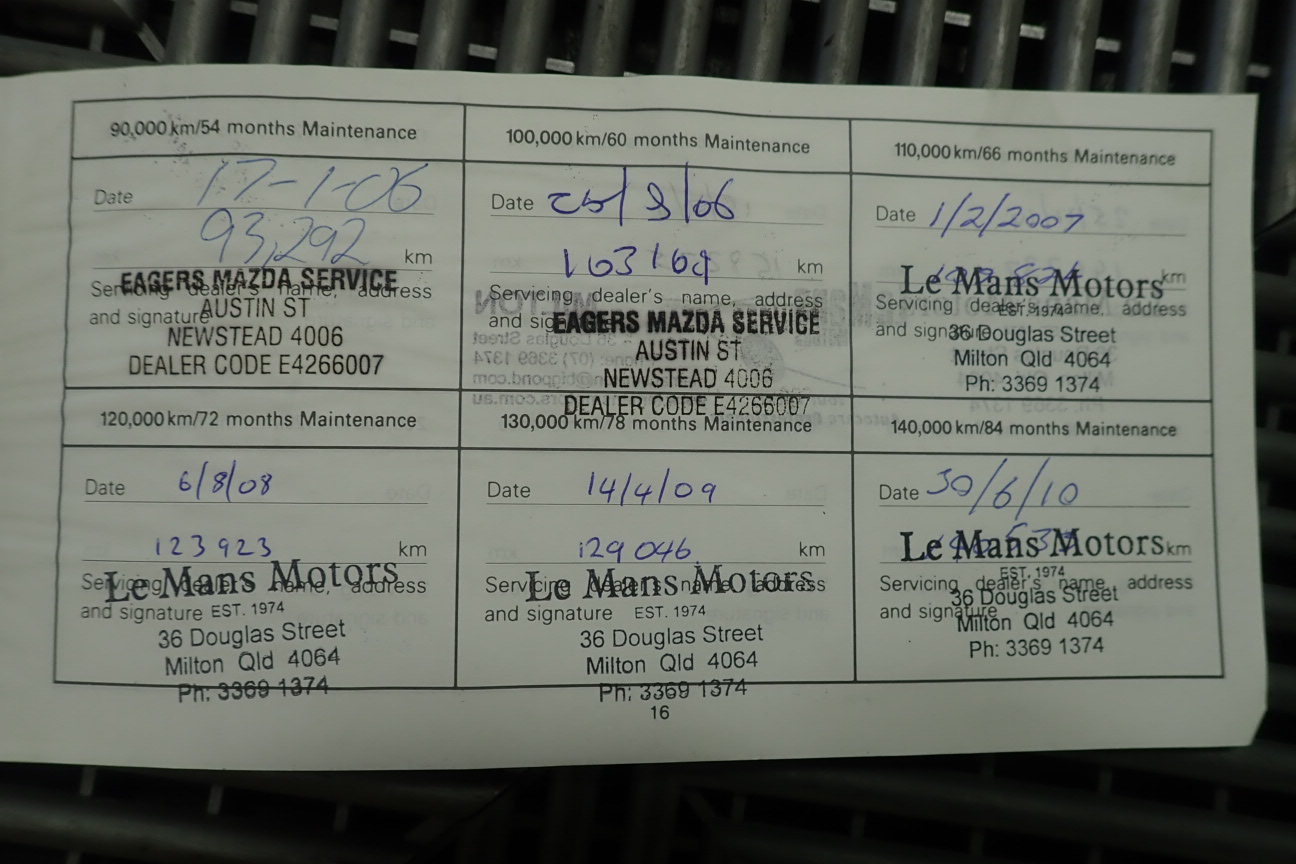 90,000 km/54 months Maintenance
Date 17-1-06
93,292 km
Servicing dealer's name, address
and signature
EAGERS MAZDA SERVICE
AUSTIN ST
NEWSTEAD 4006
DEALER CODE E4266007
100,000 km/60 months Maintenance
Date
103169 km
Servicing dealer's name, address
and
EAGERS MAZDA SERVICE
AUSTIN ST
NEWSTEAD 4006
DEALER CODE E4266007
110,000 km/66 months Maintenance
Date 1/2/2007
km
Le Mans Motors
Servicing dealer's name, address
and signature
EST. 1974
36 Douglas Street
Milton Qld 4064
Ph: 3369 1374
120,000 km/72 months Maintenance
Date 6/8/08
123923 km
Servicing dealer's name, address
and signature
Le Mans Motors
EST. 1974
36 Douglas Street
Milton Qld 4064
Ph: 3369 1374
130,000 km/78 months Maintenance
Date 14/4/09
129046 km
Servicing dealer's name, address
and signature
Le Mans Motors
EST. 1974
36 Douglas Street
Milton Qld 4064
Ph: 3369 1374
140,000 km/84 months Maintenance
Date 30/6/10
km
Le Mans Motors
Servicing dealer's name, address
and signature
EST. 1974
36 Douglas Street
Milton Qld 4064
Ph: 3369 1374
16